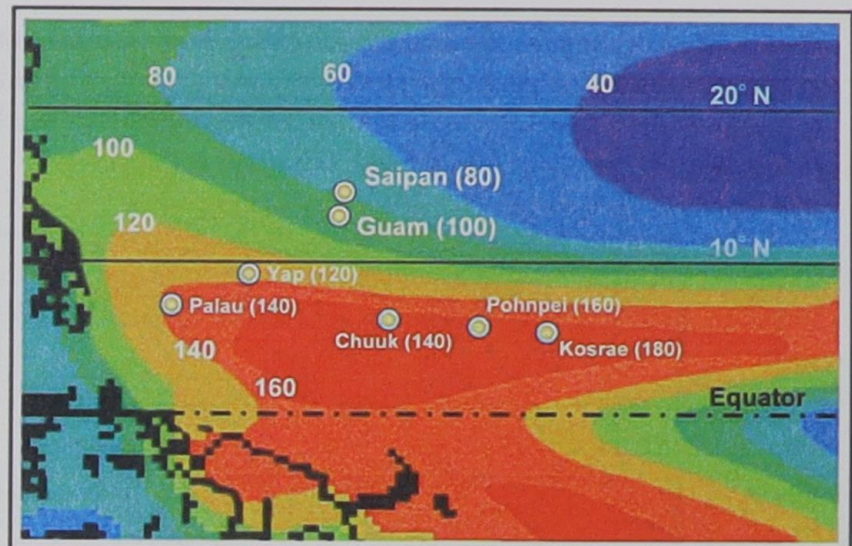 80
60
40
20° N
100
Saipan (80)
Guam (100)
120
10° N
Yap (120)
Palau (140)
Pohnpei (160)
Chuuk (140)
Kosrae (180)
140
160
Equator